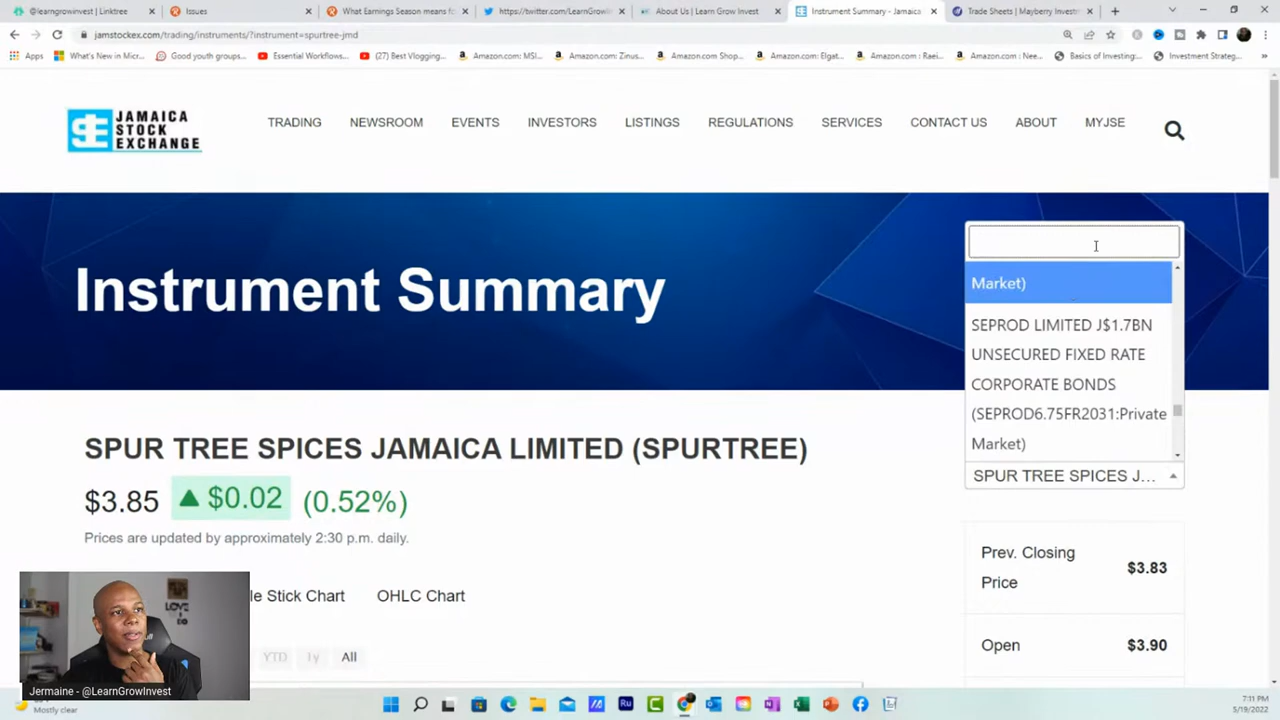 @learngrowinvest | Linktree
Issues
What Earnings Season means fo
https://twitter.com/LearnGrowIn
About Us | Learn Grow Invest
Instrument Summary - Jamaica
Trade Sheets | Mayberry Investm
jamstockex.com/trading/instruments/?instrument=spurtree-jmd
Apps
What's New in Micr...
Good youth groups...
Essential Workflows...
(27) Best Vlogging...
Amazon.com: MSI...
Amazon.com: Zinus...
Amazon.com Shop...
Amazon.com: Elgat...
Amazon.com : Raei...
Amazon.com : Nee...
Basics of Investing:...
Investment Strateg...
JAMAICA
STOCK
EXCHANGE
TRADING
NEWSROOM
EVENTS
INVESTORS
LISTINGS
REGULATIONS
SERVICES
CONTACT US
ABOUT
MYJSE
Instrument Summary
Market)
SEPROD LIMITED J$1.7BN
UNSECURED FIXED RATE
CORPORATE BONDS
(SEPROD6.75FR2031:Private
Market)
SPUR TREE SPICES J...
SPUR TREE SPICES JAMAICA LIMITED (SPURTREE)
$3.85 $0.02 (0.52%)
Prices are updated by approximately 2:30 p.m. daily.
Prev. Closing
Price
$3.83
Open $3.90
le Stick Chart
OHLC Chart
YTD
1y
All
LOVE
Jermaine - @LearnGrowInvest
Mostly clear
7:11 PM
5/19/2022